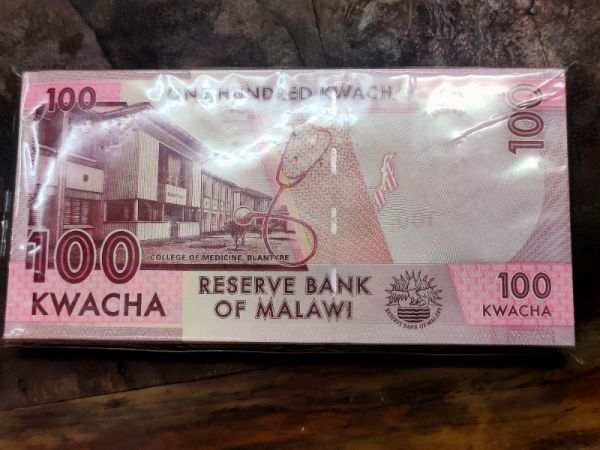 100
ONE HUNDRED KWACHA
100
COLLEGE OF MEDICINE, BLANTYRE
100
KWACHA
RESERVE BANK
OF MALAWI
RESERVE BANK OF MALAWI
100
KWACHA